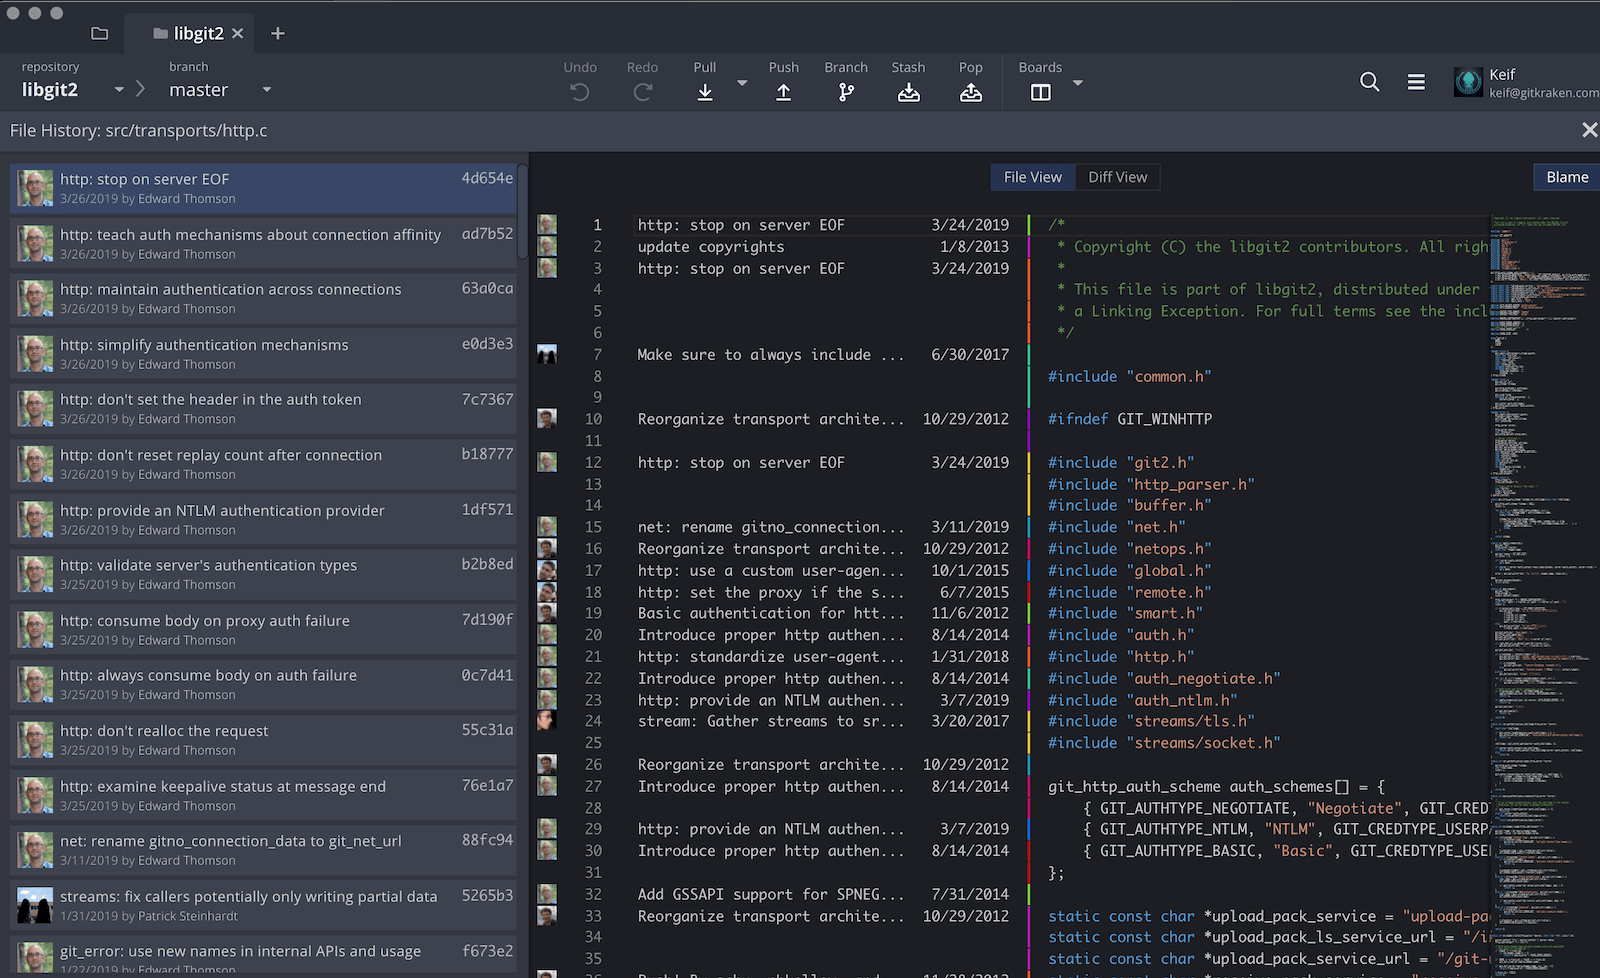 libgit2
repository
libgit2
branch
master
Undo
Redo
Pull
Push
Branch
Stash
Pop
Boards
Keif
keif@gitkraken.com
File History: src/transports/http.c
http: stop on server EOF 4d654e
3/26/2019 by Edward Thomson
http: teach auth mechanisms about connection affinity ad7b52
3/26/2019 by Edward Thomson
http: maintain authentication across connections 63a0ca
3/26/2019 by Edward Thomson
http: simplify authentication mechanisms e0d3e3
3/26/2019 by Edward Thomson
http: don't set the header in the auth token 7c7367
3/26/2019 by Edward Thomson
http: don't reset replay count after connection b18777
3/26/2019 by Edward Thomson
http: provide an NTLM authentication provider 1df571
3/26/2019 by Edward Thomson
http: validate server's authentication types b2b8ed
3/25/2019 by Edward Thomson
http: consume body on proxy auth failure 7d190f
3/25/2019 by Edward Thomson
http: always consume body on auth failure 0c7d41
3/25/2019 by Edward Thomson
http: don't realloc the request 55c31a
3/25/2019 by Edward Thomson
http: examine keepalive status at message end 76e1a7
3/25/2019 by Edward Thomson
net: rename gitno_connection_data to git_net_url 88fc94
3/11/2019 by Edward Thomson
streams: fix callers potentially only writing partial data 5265b3
1/31/2019 by Patrick Steinhardt
git_error: use new names in internal APIs and usage f673e2
1/22/2019 by Edward Thomson
File View
Diff View
Blame
1 http: stop on server EOF 3/24/2019 /*
2 update copyrights 1/8/2013 * Copyright (C) the libgit2 contributors. All righ
3 http: stop on server EOF 3/24/2019 *
4 * This file is part of libgit2, distributed under
5 * a Linking Exception. For full terms see the incl
6 */
7 Make sure to always include ... 6/30/2017
8 #include "common.h"
9
10 Reorganize transport archite... 10/29/2012 #ifndef GIT_WINHTTP
11
12 http: stop on server EOF 3/24/2019 #include "git2.h"
13 #include "http_parser.h"
14 #include "buffer.h"
15 net: rename gitno_connection... 3/11/2019 #include "net.h"
16 Reorganize transport archite... 10/29/2012 #include "netops.h"
17 http: use a custom user-agen... 10/1/2015 #include "global.h"
18 http: set the proxy if the s... 6/7/2015 #include "remote.h"
19 Basic authentication for htt... 11/6/2012 #include "smart.h"
20 Introduce proper http authen... 8/14/2014 #include "auth.h"
21 http: standardize user-agent... 1/31/2018 #include "http.h"
22 Introduce proper http authen... 8/14/2014 #include "auth_negotiate.h"
23 http: provide an NTLM authen... 3/7/2019 #include "auth_ntlm.h"
24 stream: Gather streams to sr... 3/20/2017 #include "streams/tls.h"
25 #include "streams/socket.h"
26 Reorganize transport archite... 10/29/2012
27 Introduce proper http authen... 8/14/2014 git_http_auth_scheme auth_schemes[] = {
28 { GIT_AUTHTYPE_NEGOTIATE, "Negotiate", GIT_CRED
29 http: provide an NTLM authen... 3/7/2019 { GIT_AUTHTYPE_NTLM, "NTLM", GIT_CREDTYPE_USERP
30 Introduce proper http authen... 8/14/2014 { GIT_AUTHTYPE_BASIC, "Basic", GIT_CREDTYPE_USE
31 };
32 Add GSSAPI support for SPNEG... 7/31/2014
33 Reorganize transport archite... 10/29/2012 static const char *upload_pack_service = "upload-pa
34 static const char *upload_pack_ls_service_url = "/i
35 static const char *upload_pack_service_url = "/git-